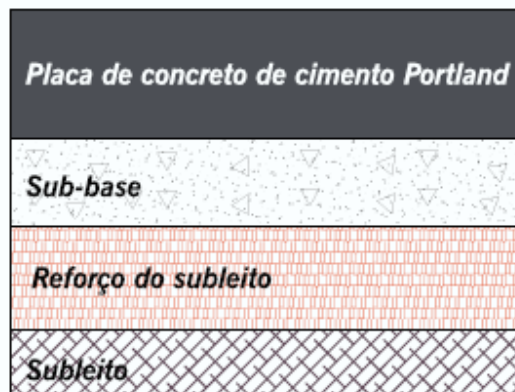 Placa de concreto de cimento Portland
Sub-base
Reforço do subleito
Subleito